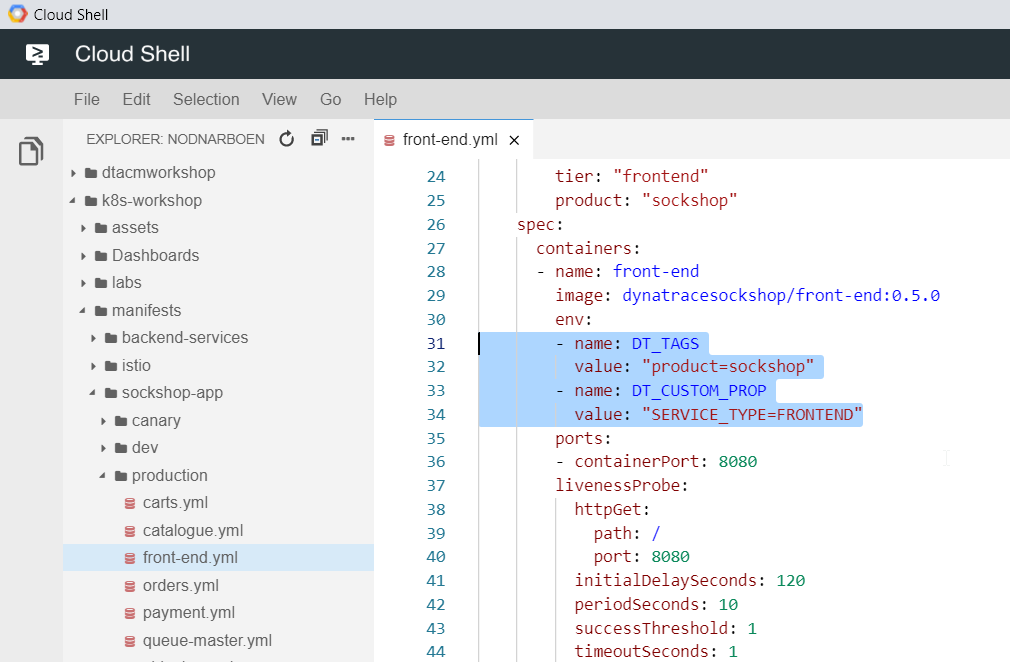 Cloud Shell
Cloud Shell
File Edit Selection View Go Help
EXPLORER: NODNARBOEN
dtacmworkshop
k8s-workshop
assets
Dashboards
labs
manifests
backend-services
istio
sockshop-app
canary
dev
production
carts.yml
catalogue.yml
front-end.yml
orders.yml
payment.yml
queue-master.yml
front-end.yml ×
24 tier: "frontend"
25 product: "sockshop"
26 spec:
27 containers:
28 - name: front-end
29 image: dynatracesockshop/front-end:0.5.0
30 env:
31 - name: DT_TAGS
32 value: "product=sockshop"
33 - name: DT_CUSTOM_PROP
34 value: "SERVICE_TYPE=FRONTEND"
35 ports:
36 - containerPort: 8080
37 livenessProbe:
38 httpGet:
39 path: /
40 port: 8080
41 initialDelaySeconds: 120
42 periodSeconds: 10
43 successThreshold: 1
44 timeoutSeconds: 1